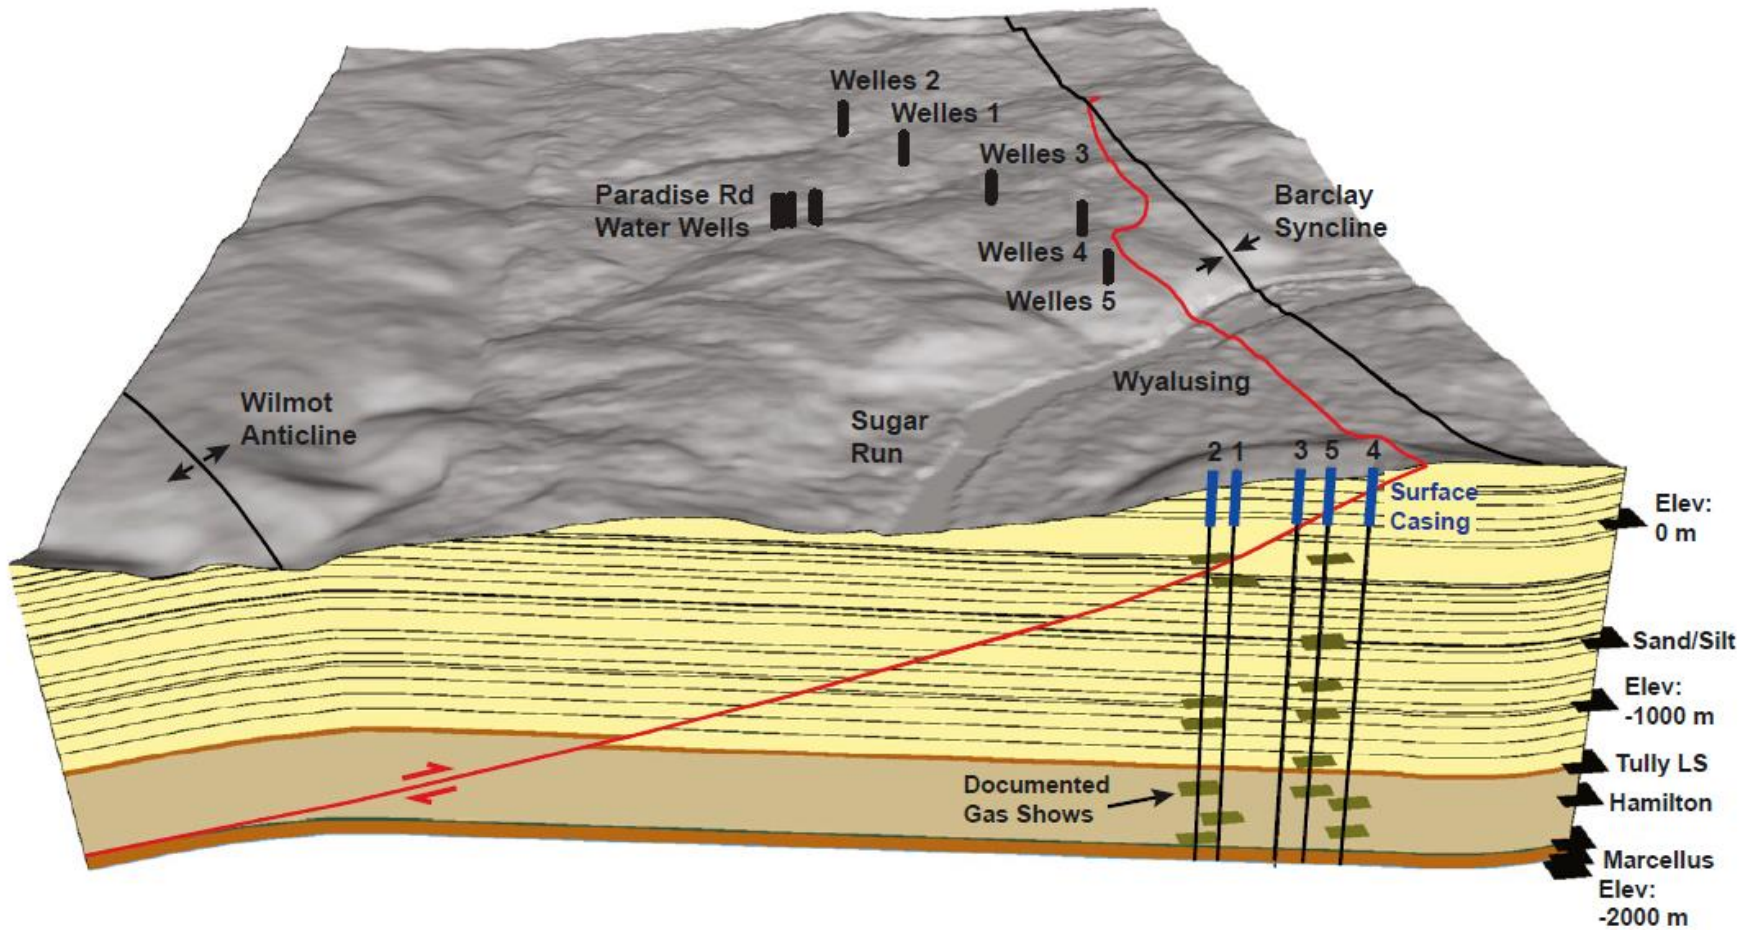 Welles 2
Welles 1
Welles 3
Paradise Rd
Water Wells
Barclay
Syncline
Welles 4
Welles 5
Wyalusing
Wilmot
Anticline
Sugar
Run
2 1 3 5 4
Surface
Casing
Elev:
0 m
Sand/Silt
Elev:
-1000 m
Tully LS
Documented
Gas Shows
Hamilton
Marcellus
Elev:
-2000 m